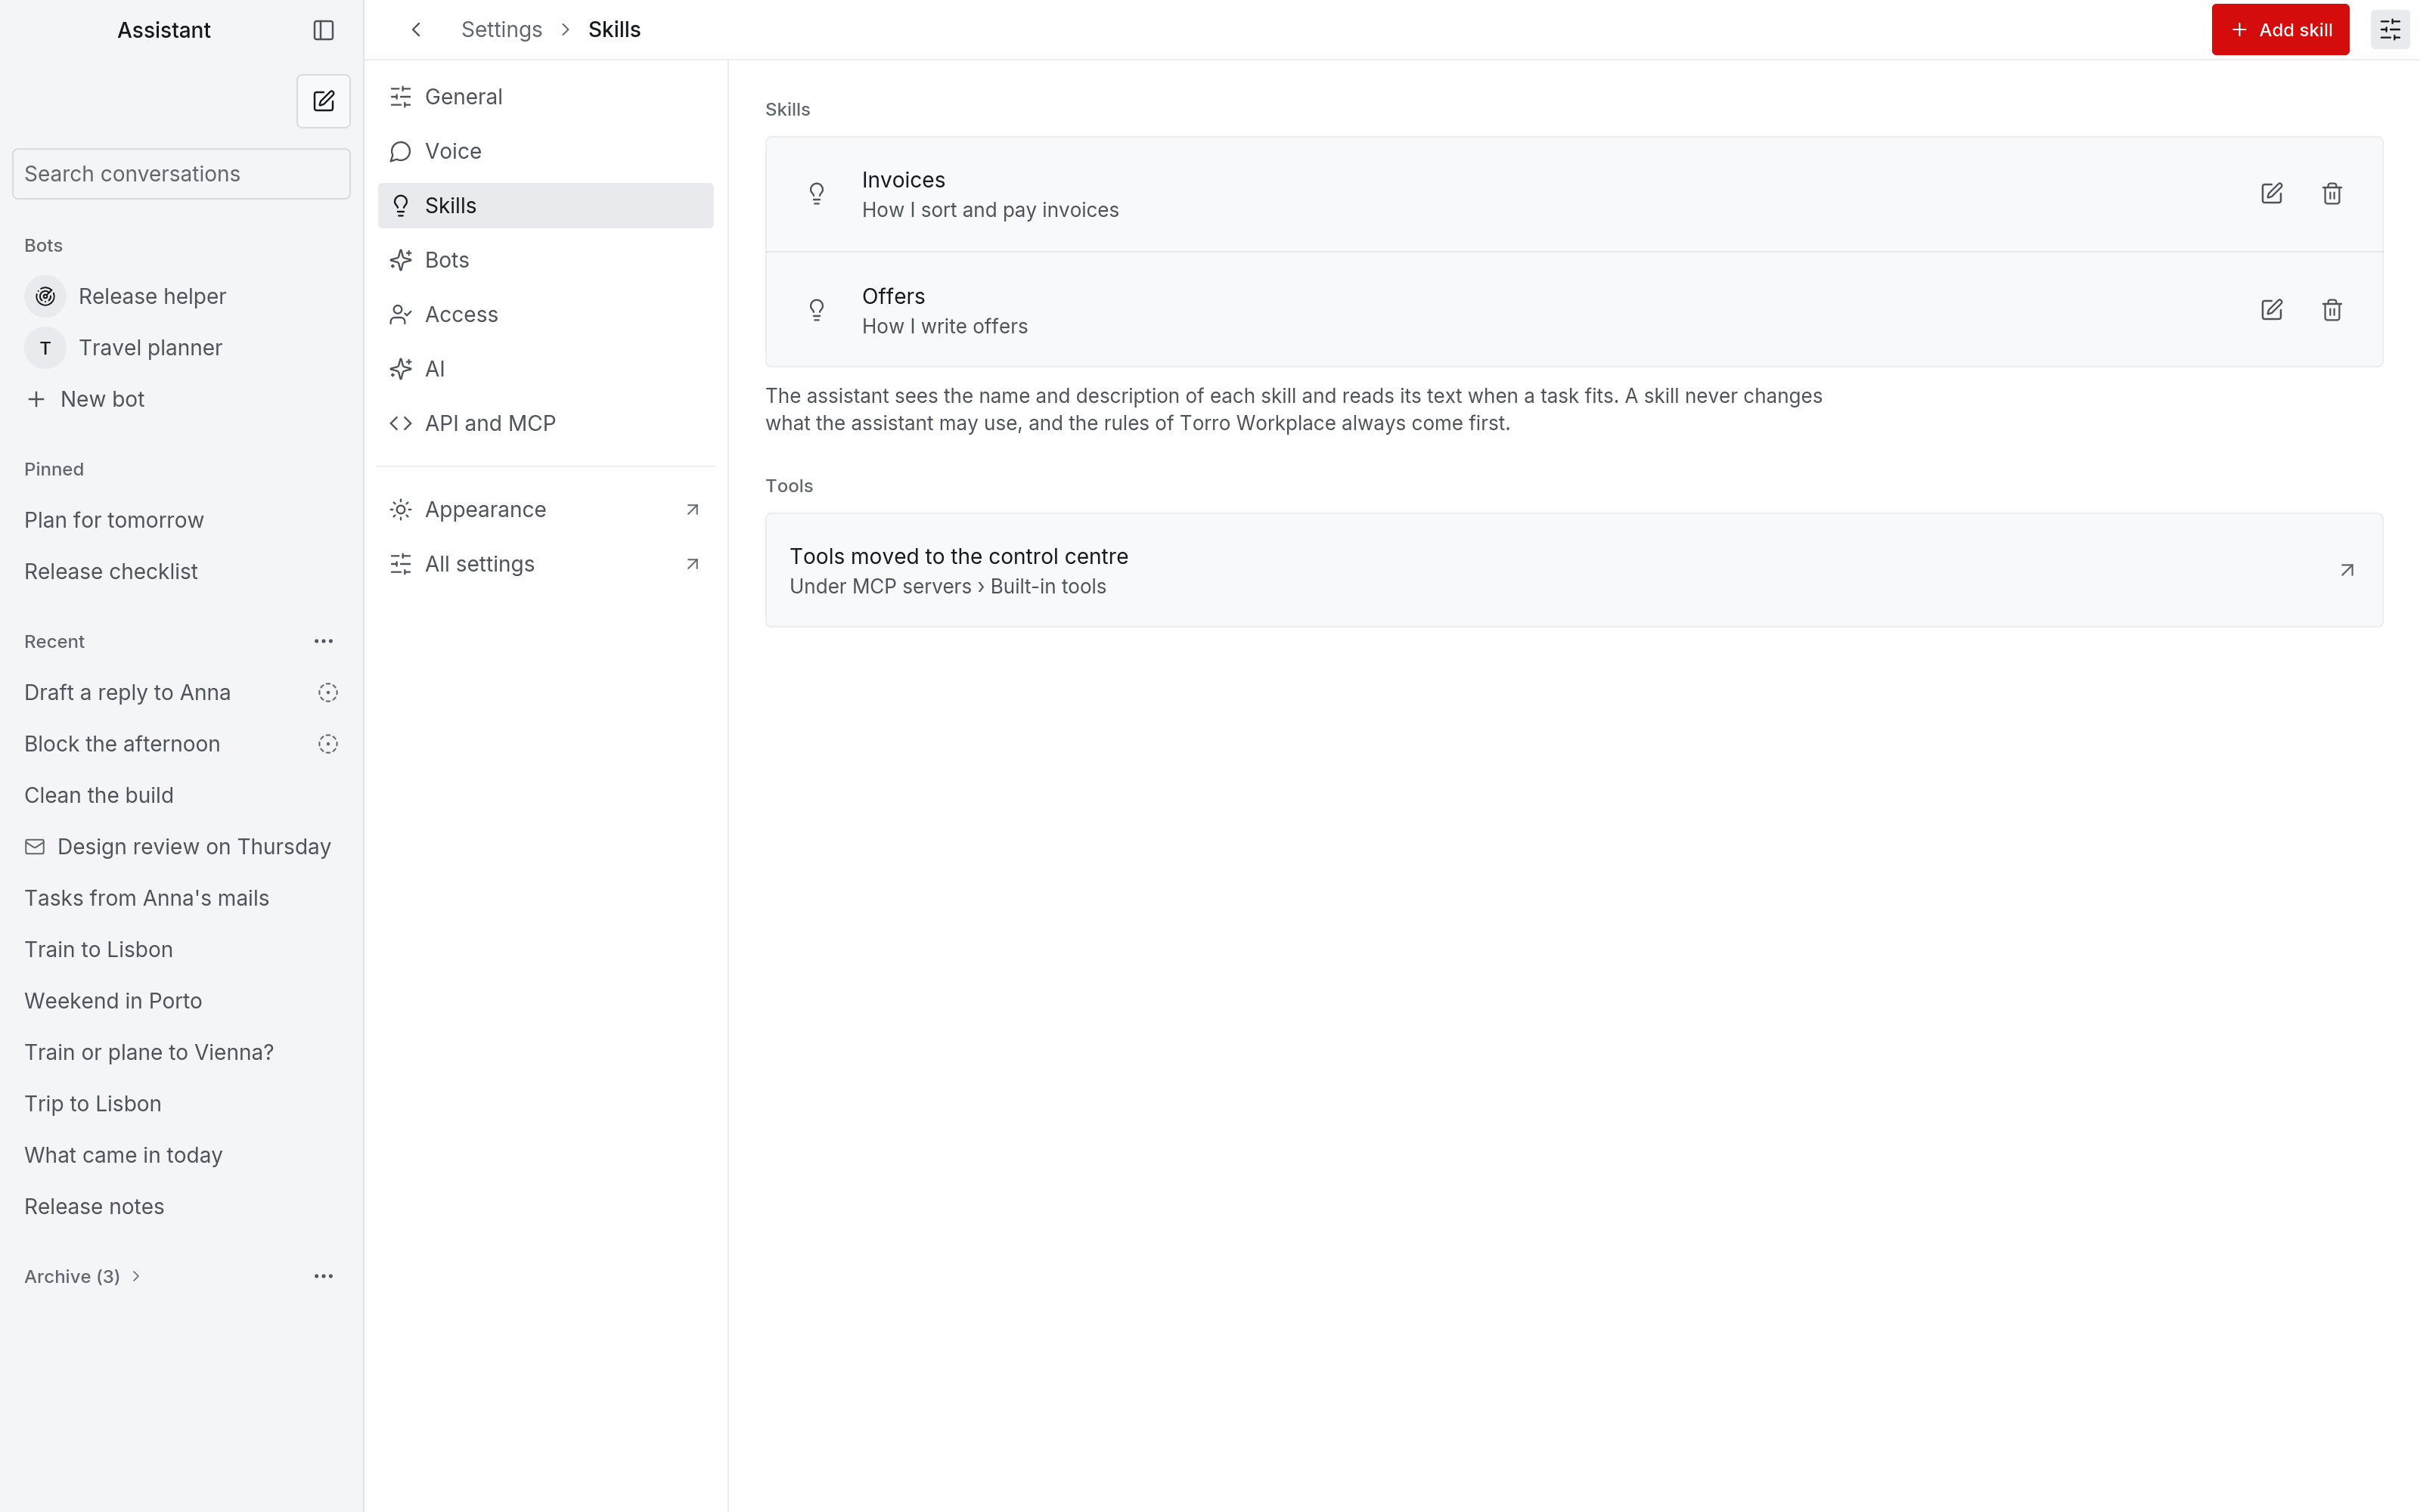 Assistant
Search conversations
Bots
Release helper
T
Travel planner
New bot
Pinned
Plan for tomorrow
Release checklist
Recent
Draft a reply to Anna
Block the afternoon
Clean the build
Design review on Thursday
Tasks from Anna's mails
Train to Lisbon
Weekend in Porto
Train or plane to Vienna?
Trip to Lisbon
What came in today
Release notes
Archive (3)
Settings
Skills
Add skill
General
Voice
Skills
Bots
Access
AI
API and MCP
Appearance
All settings
Skills
Invoices
How I sort and pay invoices
Offers
How I write offers
The assistant sees the name and description of each skill and reads its text when a task fits. A skill never changes
what the assistant may use, and the rules of Torro Workplace always come first.
Tools
Tools moved to the control centre
Under MCP servers › Built-in tools